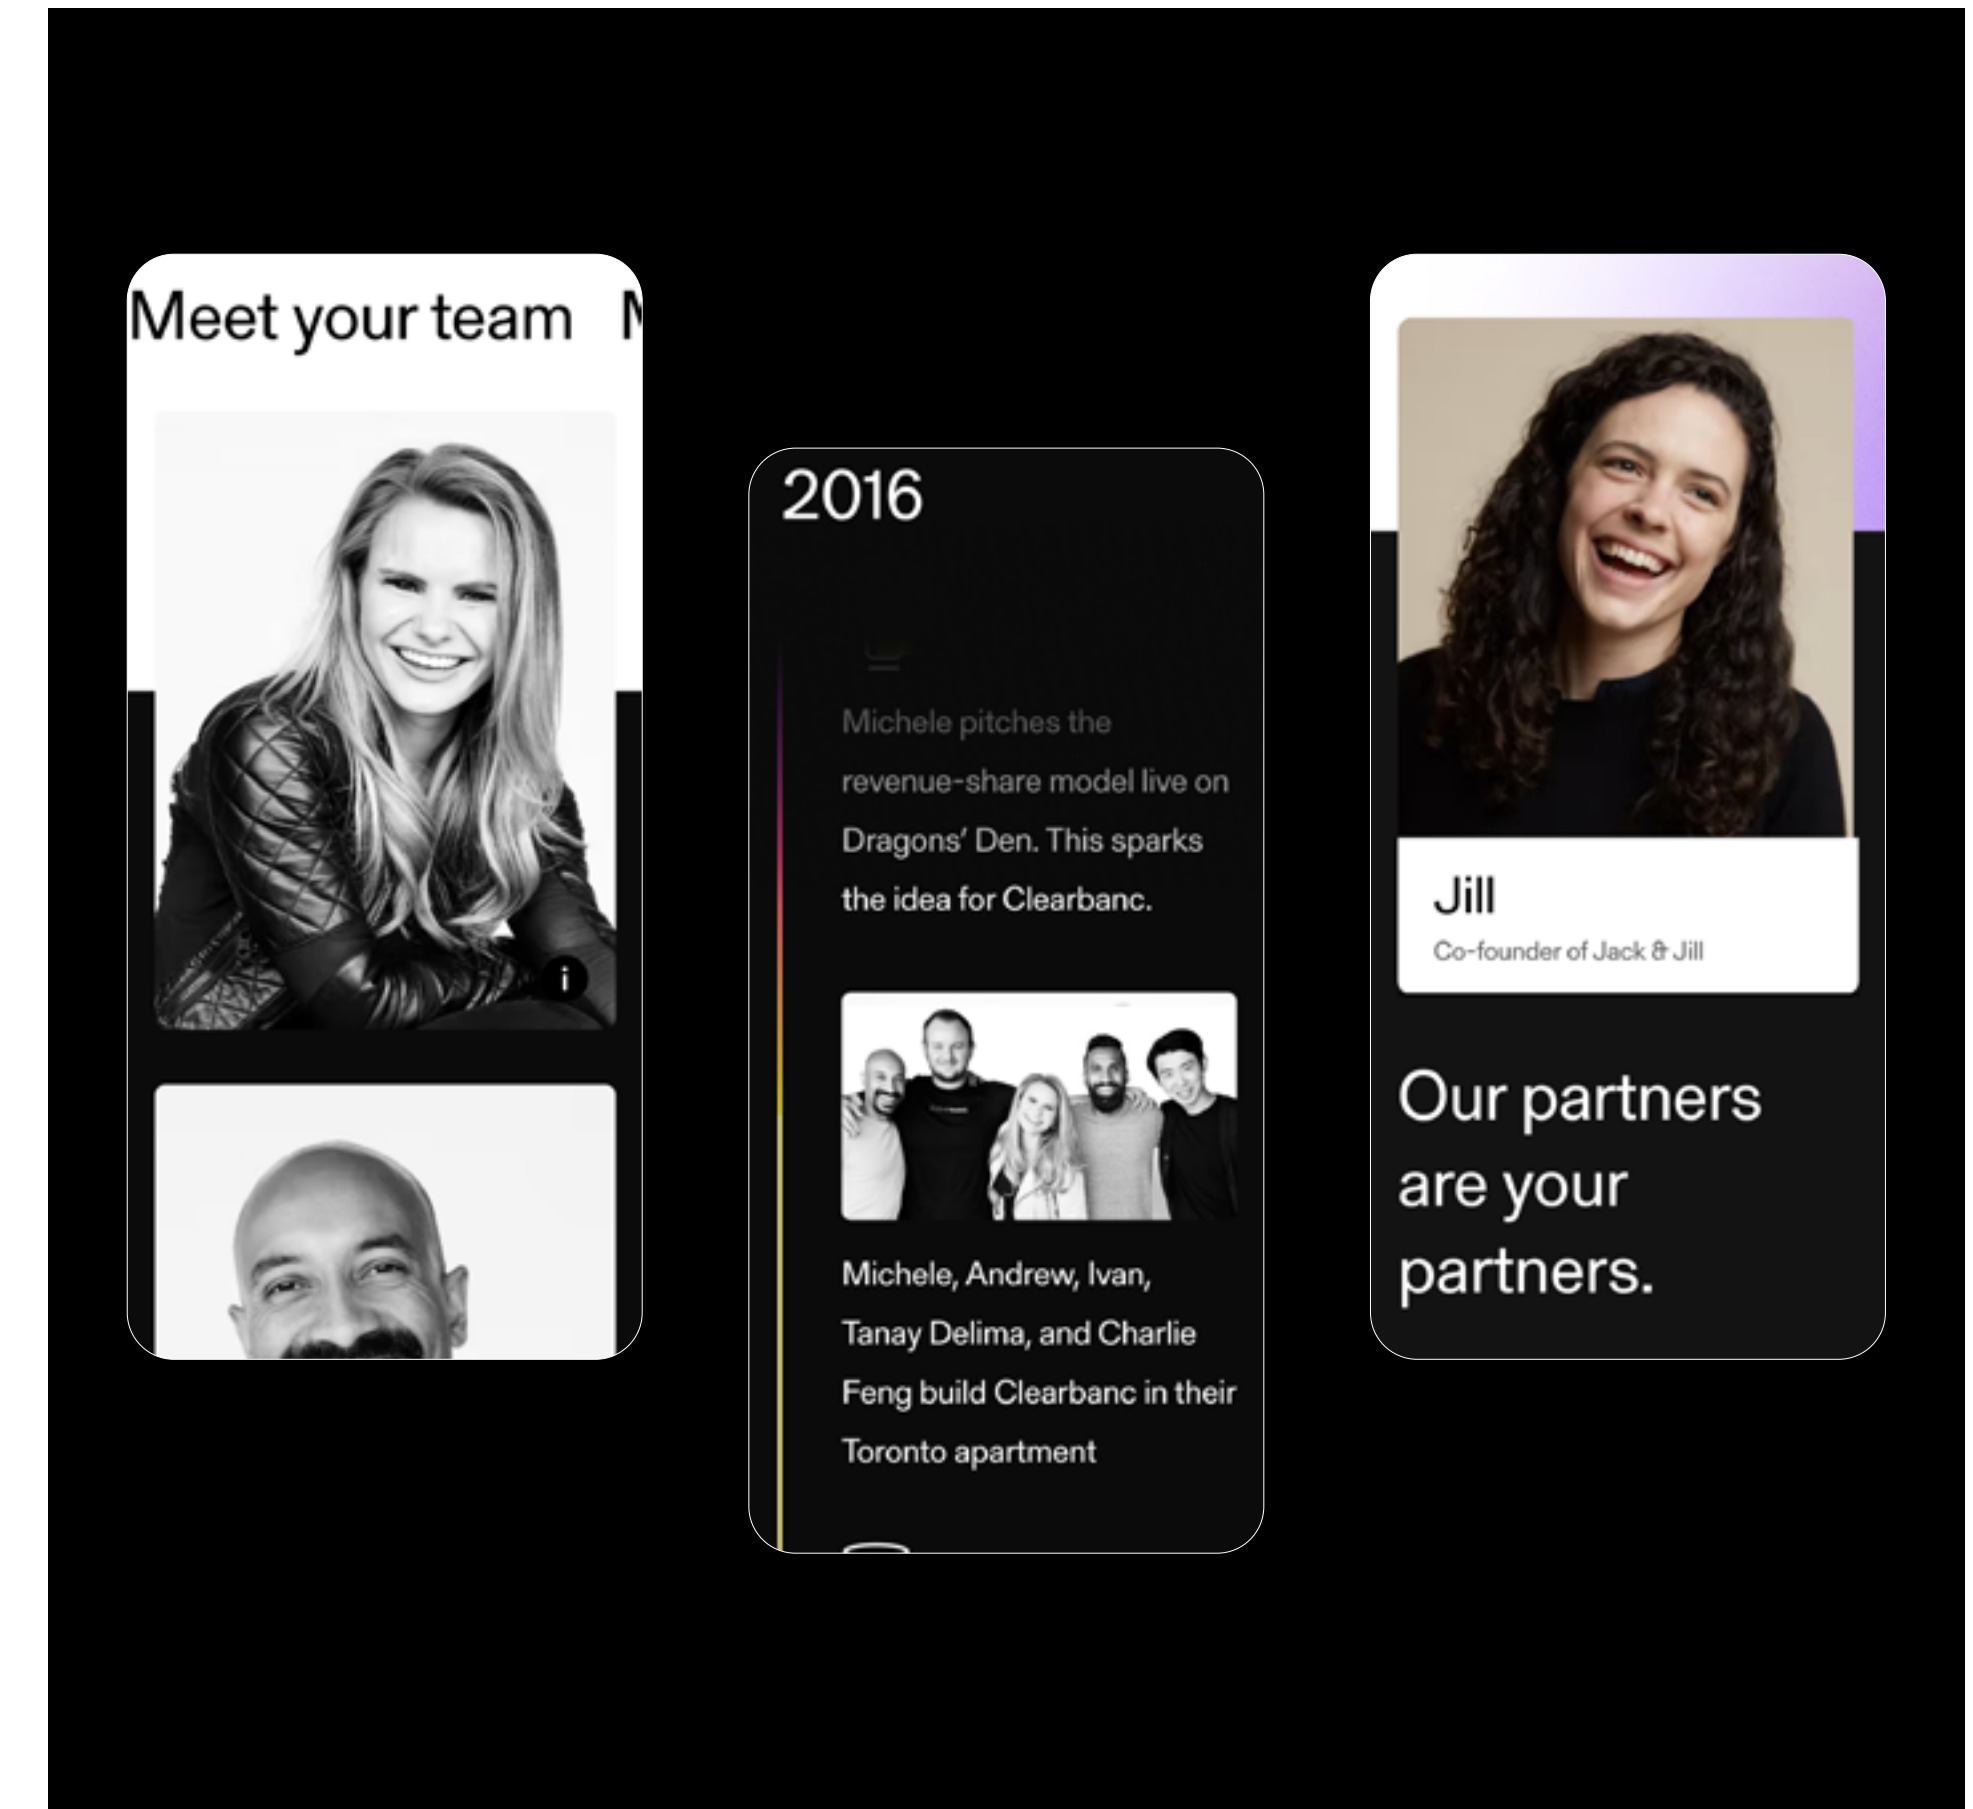 Meet your team M
2016
Michele pitches the
revenue-share model live on
Dragons’ Den. This sparks
the idea for Clearbanc.
Michele, Andrew, Ivan,
Tanay Delima, and Charlie
Feng build Clearbanc in their
Toronto apartment
Jill
Co-founder of Jack & Jill
Our partners
are your
partners.